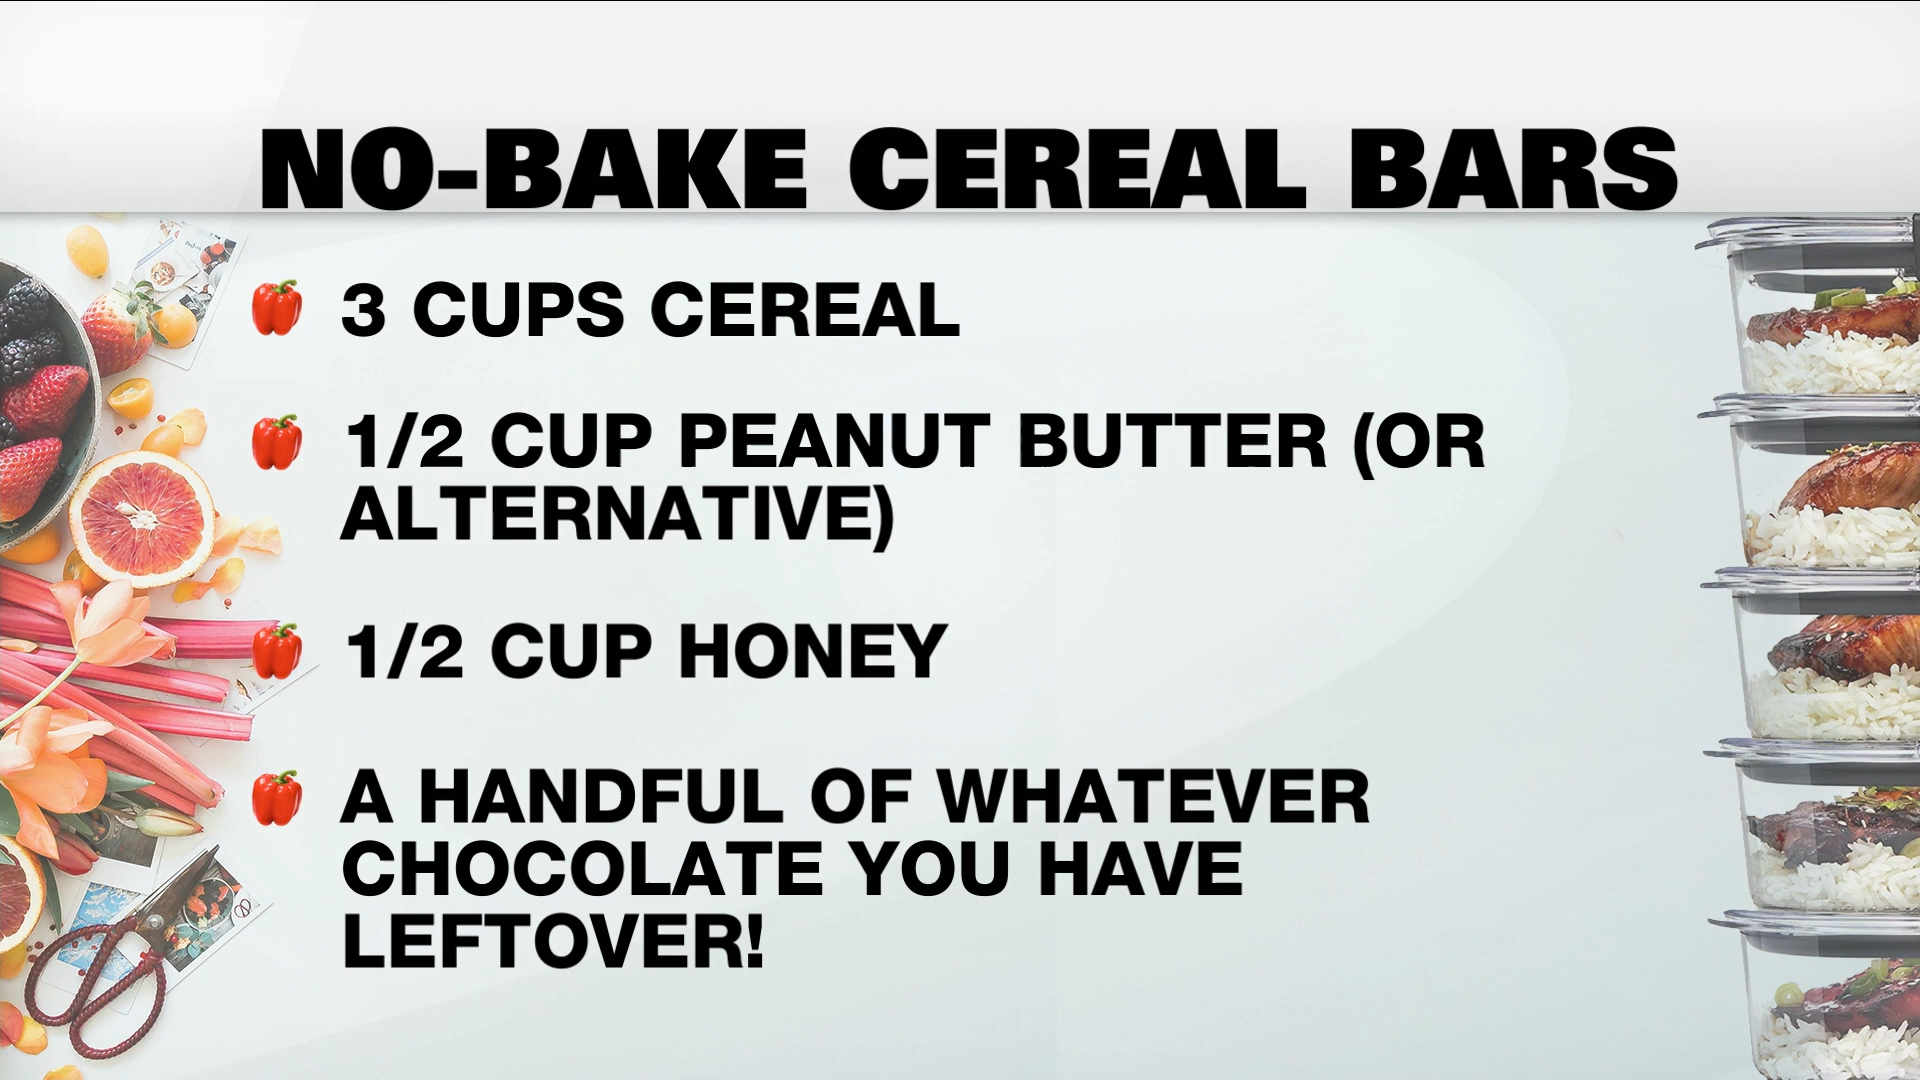 NO-BAKE CEREAL BARS
3 CUPS CEREAL
1/2 CUP PEANUT BUTTER (OR
ALTERNATIVE)
1/2 CUP HONEY
A HANDFUL OF WHATEVER
CHOCOLATE YOU HAVE
LEFTOVER!